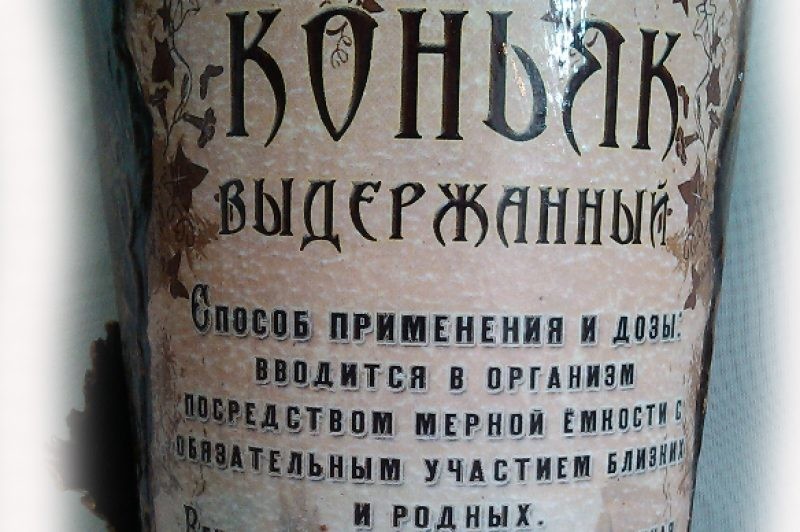 КОНЬЯК
ВЫДЕРЖАННЫЙ
СПОСОБ ПРИМЕНЕНИЯ И ДОЗЫ:
ВВОДИТСЯ В ОРГАНИЗМ
ПОСРЕДСТВОМ МЕРНОЙ ЁМКОСТИ С
ОБЯЗАТЕЛЬНЫМ УЧАСТИЕМ БЛИЗКИХ
И РОДНЫХ.